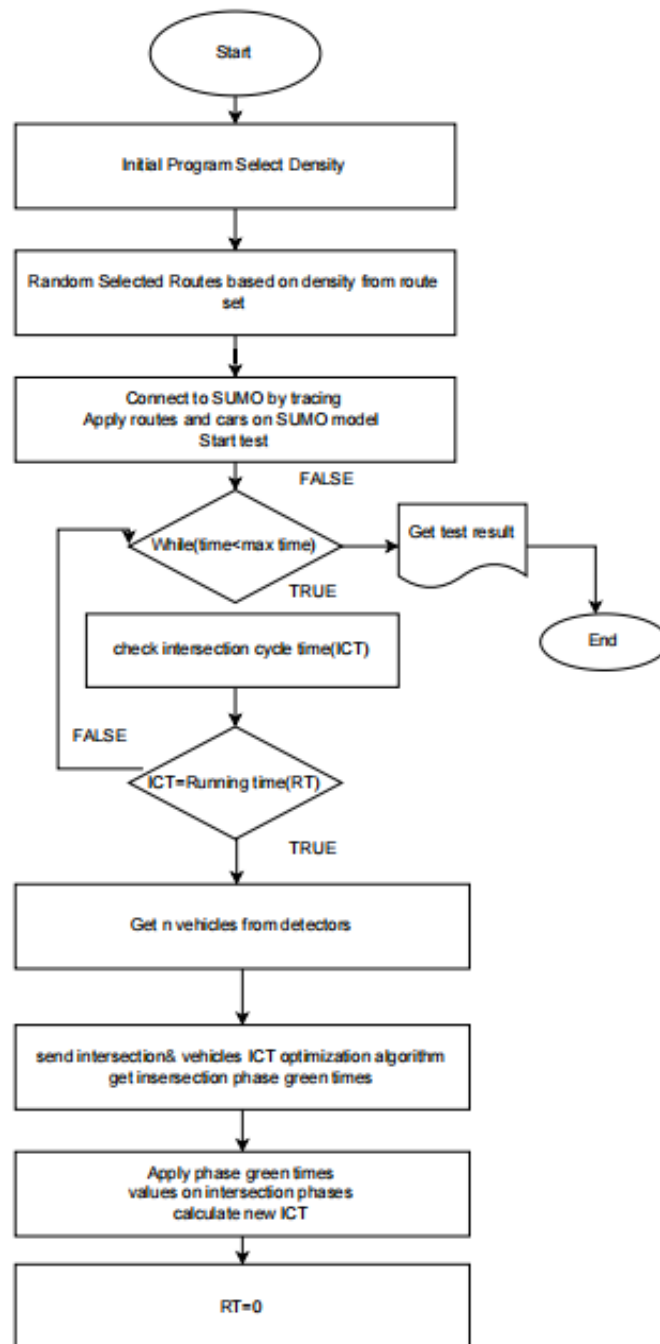 Start
Initial Program Select Density
Random Selected Routes based on density from route
set
Connect to SUMO by tracing
Apply routes and cars on SUMO model
Start test
FALSE
While(time<max time)
Get test result
TRUE
End
check intersection cycle time(ICT)
FALSE
ICT=Running time(RT)
TRUE
Get n vehicles from detectors
send intersection& vehicles ICT optimization algorithm
get insersection phase green times
Apply phase green times
values on intersection phases
calculate new ICT
RT=0